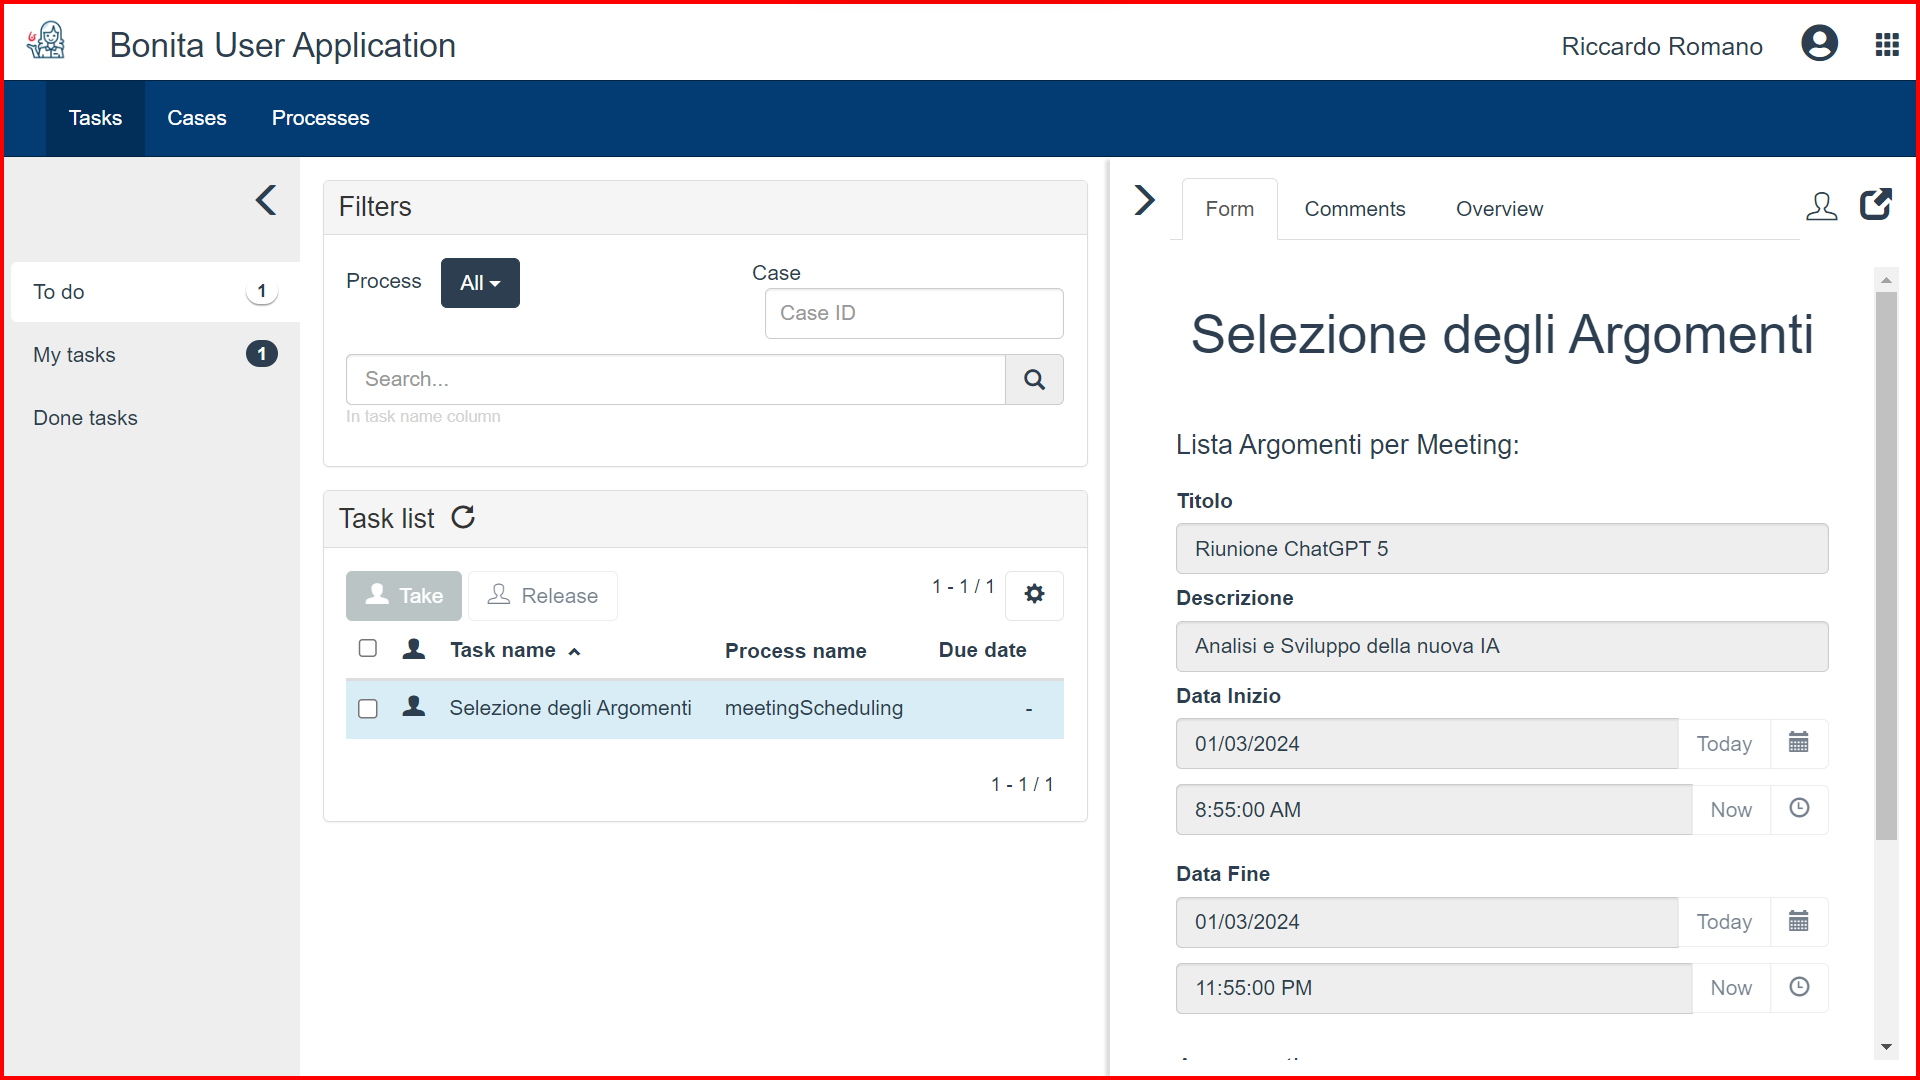 Bonita User Application
Riccardo Romano
Tasks Cases Processes
To do 1
My tasks 1
Done tasks
Filters
Process All
Case
Case ID
Search...
In task name column
Task list
Take Release 1 - 1 / 1
Task name Process name Due date
Selezione degli Argomenti meetingScheduling -
1 - 1 / 1
Form Comments Overview
Selezione degli Argomenti
Lista Argomenti per Meeting:
Titolo
Riunione ChatGPT 5
Descrizione
Analisi e Sviluppo della nuova IA
Data Inizio
01/03/2024 Today
8:55:00 AM Now
Data Fine
01/03/2024 Today
11:55:00 PM Now